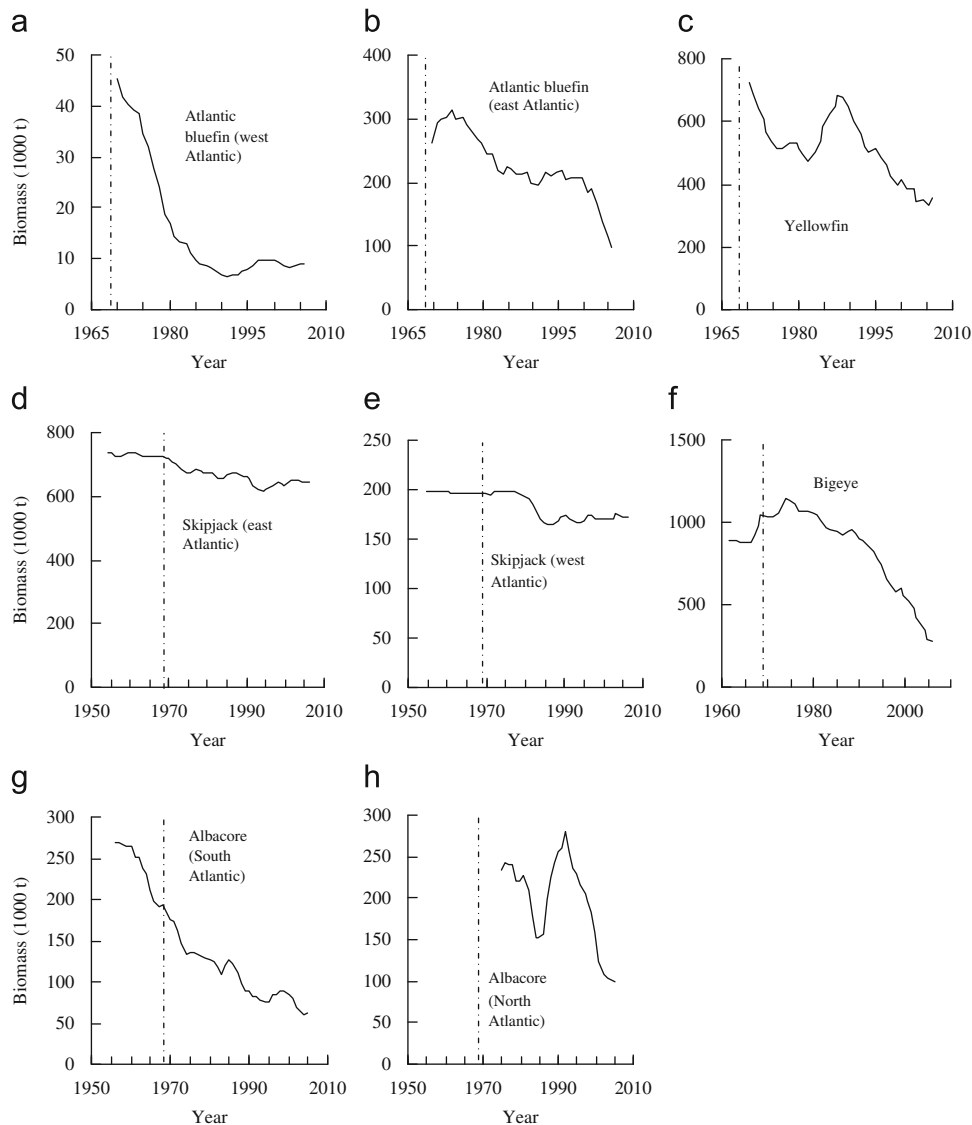 a
50
40
30
20
10
0
Biomass (1000 t)
Atlantic
bluefin (west
Atlantic)
1965 1980 1995 2010
Year
b
400
300
200
100
0
Atlantic bluefin
(east Atlantic)
1965 1980 1995 2010
Year
c
800
600
400
200
0
Yellowfin
1965 1980 1995 2010
Year
d
800
600
400
200
0
Biomass (1000 t)
Skipjack (east
Atlantic)
1950 1970 1990 2010
Year
e
250
200
150
100
50
0
Skipjack (west
Atlantic)
1950 1970 1990 2010
Year
f
1500
1000
500
0
Bigeye
1960 1980 2000
Year
g
300
250
200
150
100
50
0
Biomass (1000 t)
Albacore
(South
Atlantic)
1950 1970 1990 2010
Year
h
300
250
200
150
100
50
0
Albacore
(North
Atlantic)
1950 1970 1990 2010
Year